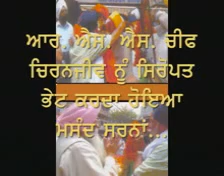 ਆਰ. ਐਸ. ਐਸ. ਚੀਫ
ਚਿਰਨਜੀਵ ਨੂੰ ਸਿਰੋਪਤ
ਭੇਟ ਕਰਦਾ ਹੋਇਆ
ਮਸੰਦ ਸਰਨਾਂ..